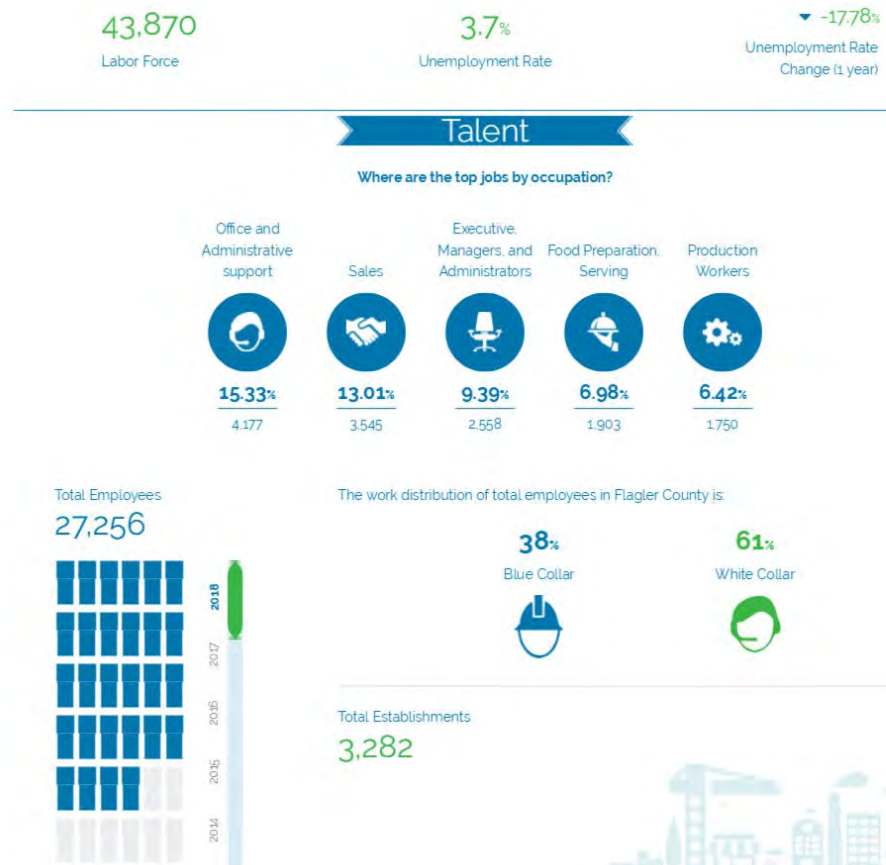 43,870
Labor Force
3.7%
Unemployment Rate
-17.78%
Unemployment Rate
Change (1 year)
Talent
Where are the top jobs by occupation?
Office and
Administrative
support
Sales
Executive,
Managers, and
Administrators
Food Preparation,
Serving
Production
Workers
15.33%
13.01%
9.39%
6.98%
6.42%
4,177
3,545
2,558
1,903
1,750
Total Employees
27,256
2018
2017
2016
2015
2014
The work distribution of total employees in Flagler County is:
38%
Blue Collar
61%
White Collar
Total Establishments
3,282